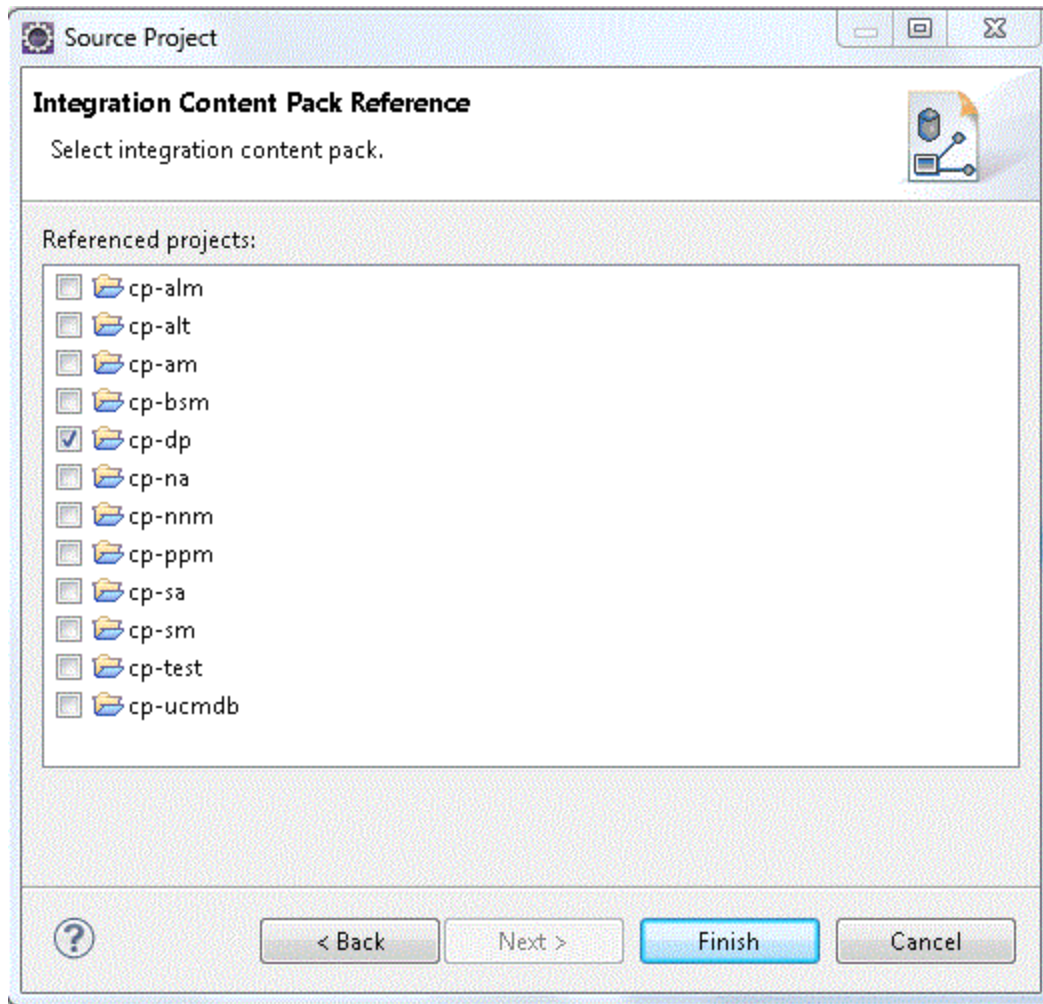 Source Project
Integration Content Pack Reference
Select integration content pack.
Referenced projects:
cp-alm
cp-alt
cp-am
cp-bsm
cp-dp
cp-na
cp-nnm
cp-ppm
cp-sa
cp-sm
cp-test
cp-ucmdb
? < Back Next > Finish Cancel